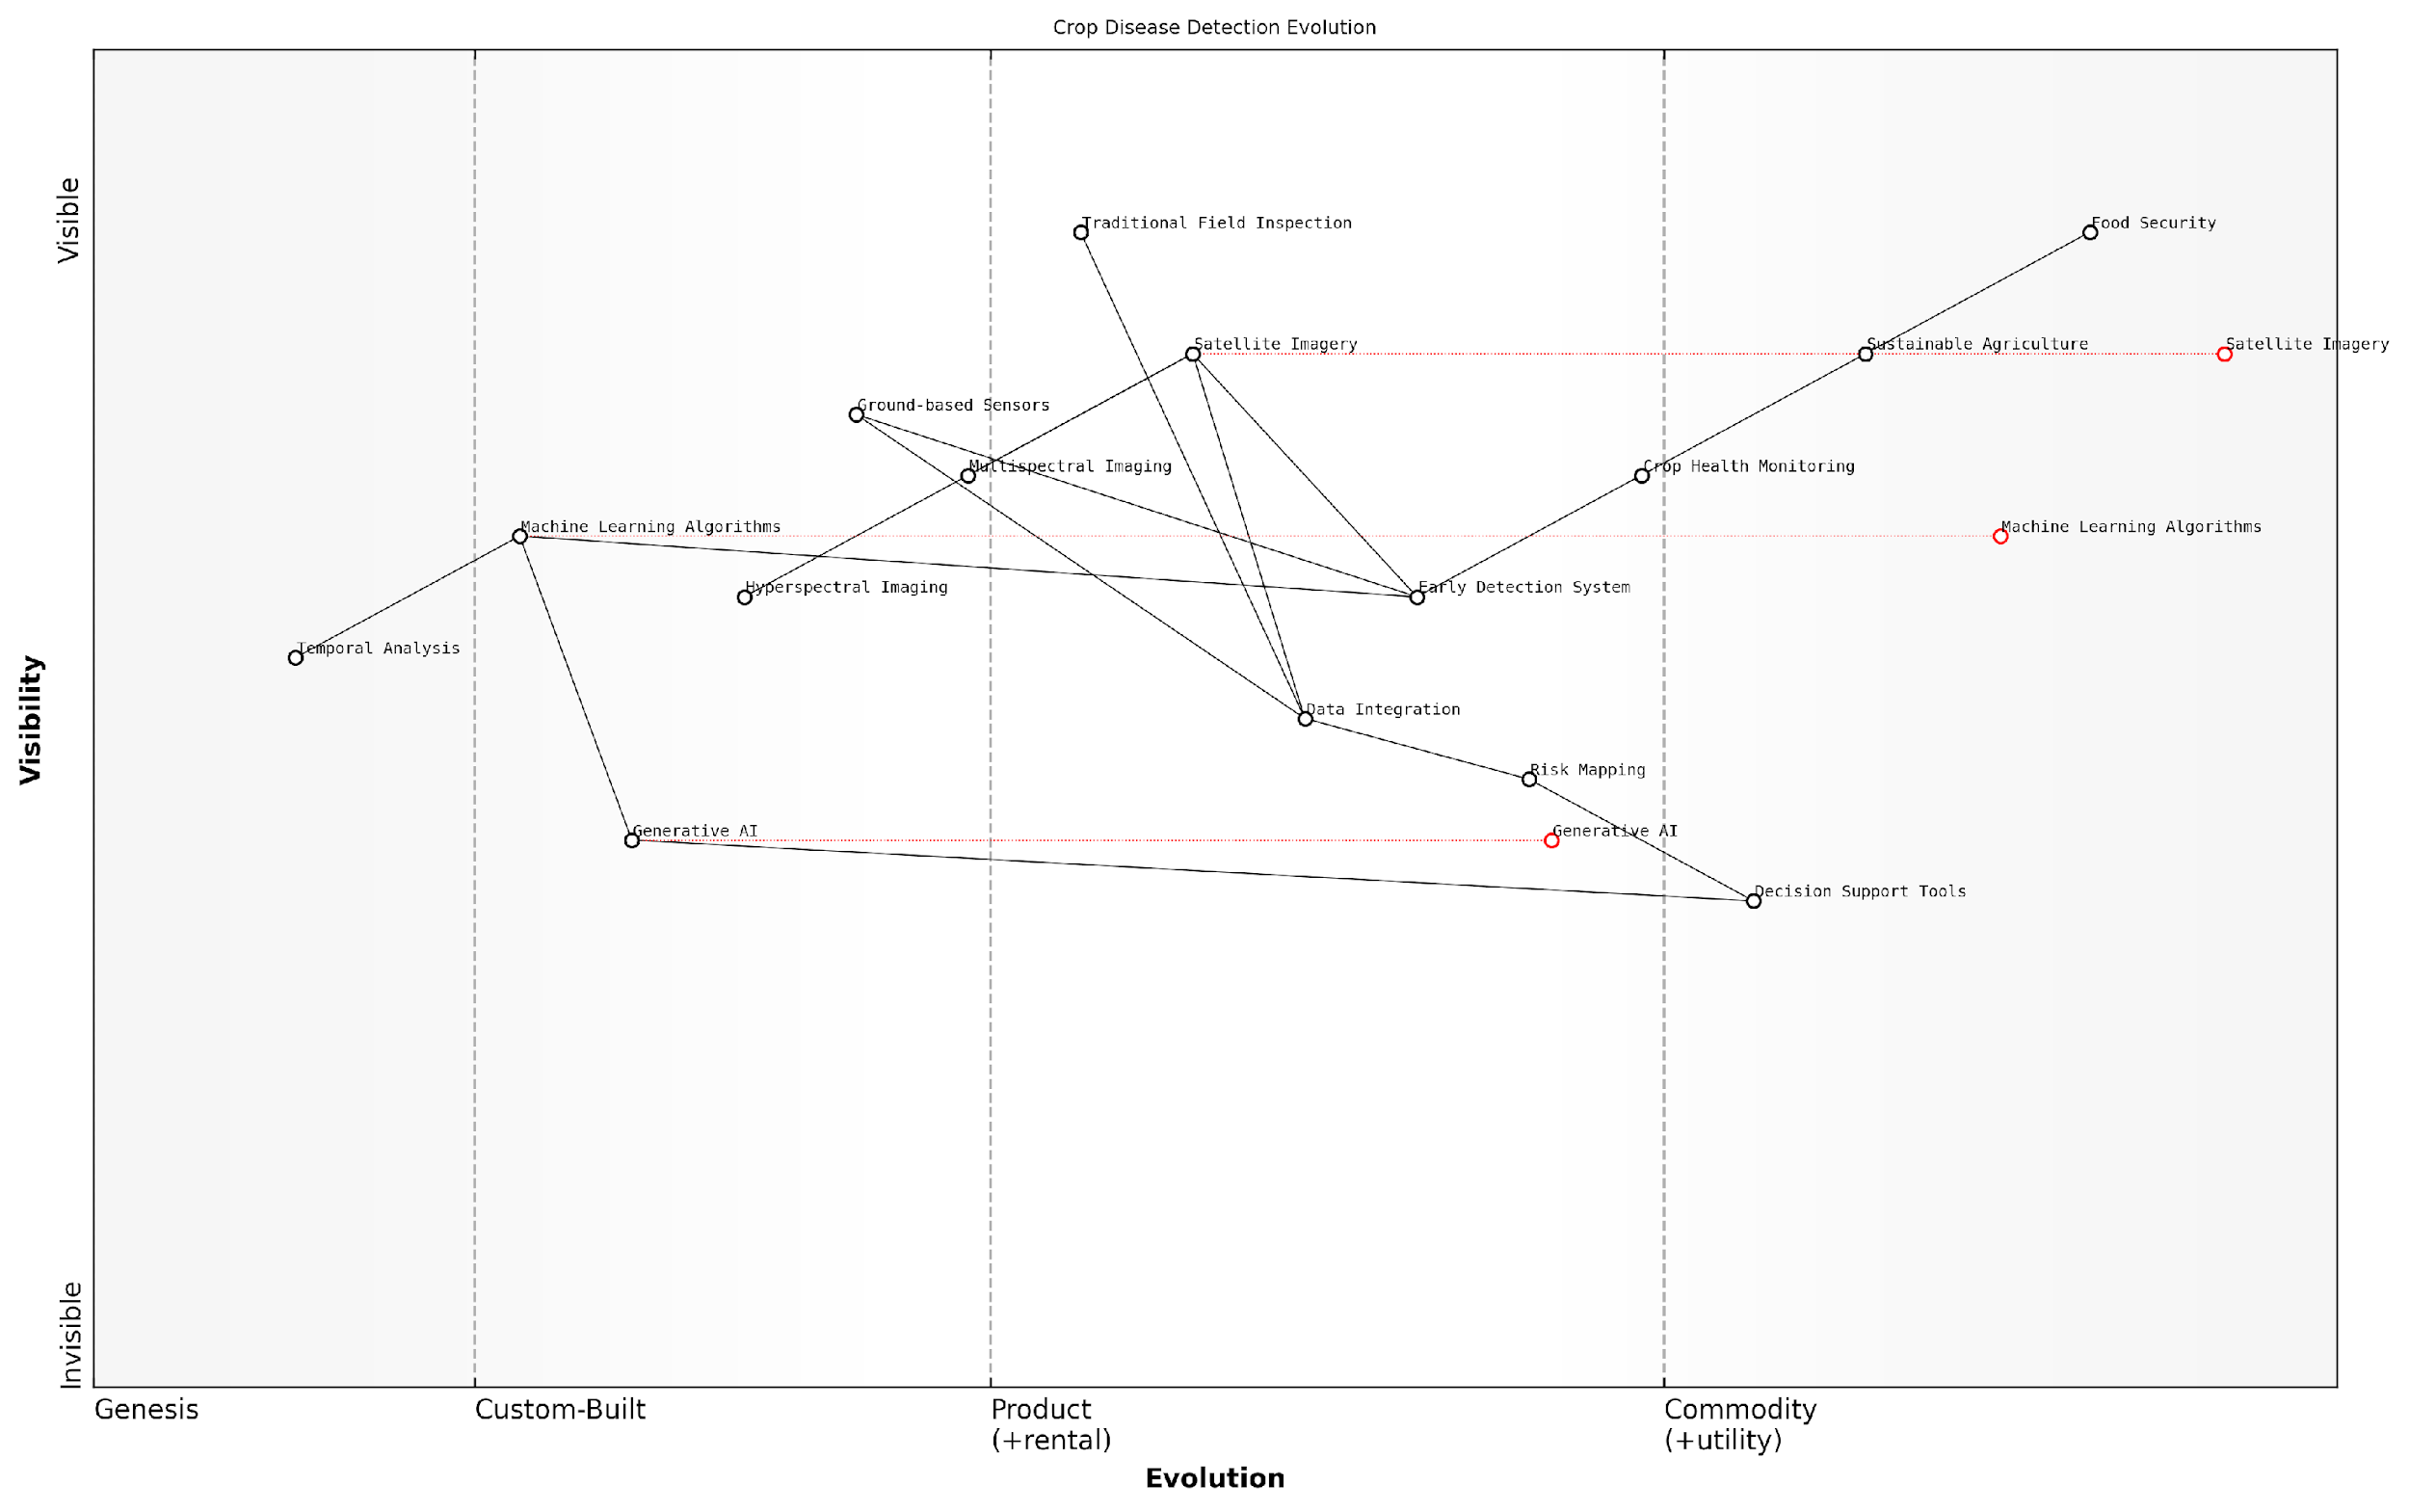 Crop Disease Detection Evolution
Visible
Traditional Field Inspection
Food Security
Satellite Imagery
Sustainable Agriculture
Satellite Imagery
Ground-based Sensors
Multispectral Imaging
Crop Health Monitoring
Machine Learning Algorithms
Machine Learning Algorithms
Hyperspectral Imaging
Early Detection System
Temporal Analysis
Visibility
Data Integration
Risk Mapping
Generative AI
Generative AI
Decision Support Tools
Invisible
Genesis
Custom-Built
Product
(+rental)
Commodity
(+utility)
Evolution